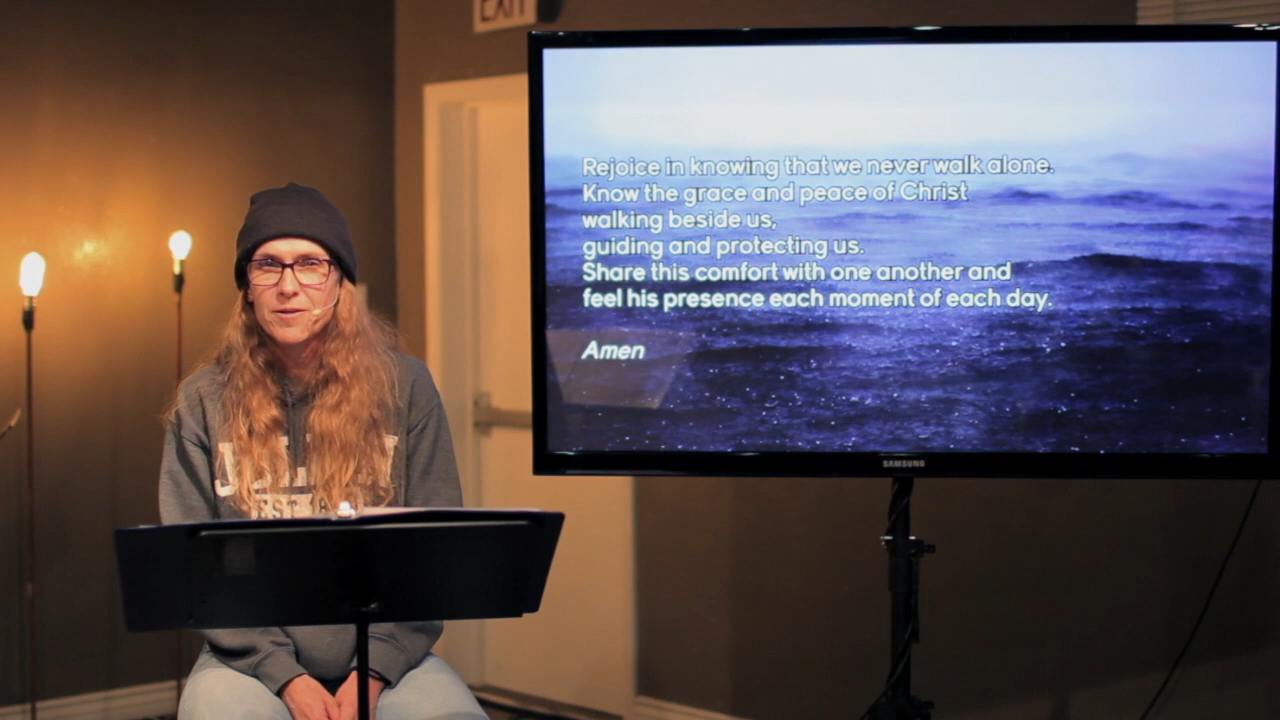 EXIT
Rejoice in knowing that we never walk alone.
Know the grace and peace of Christ
walking beside us,
guiding and protecting us.
Share this comfort with one another and
feel his presence each moment of each day.
Amen
SAMSUNG